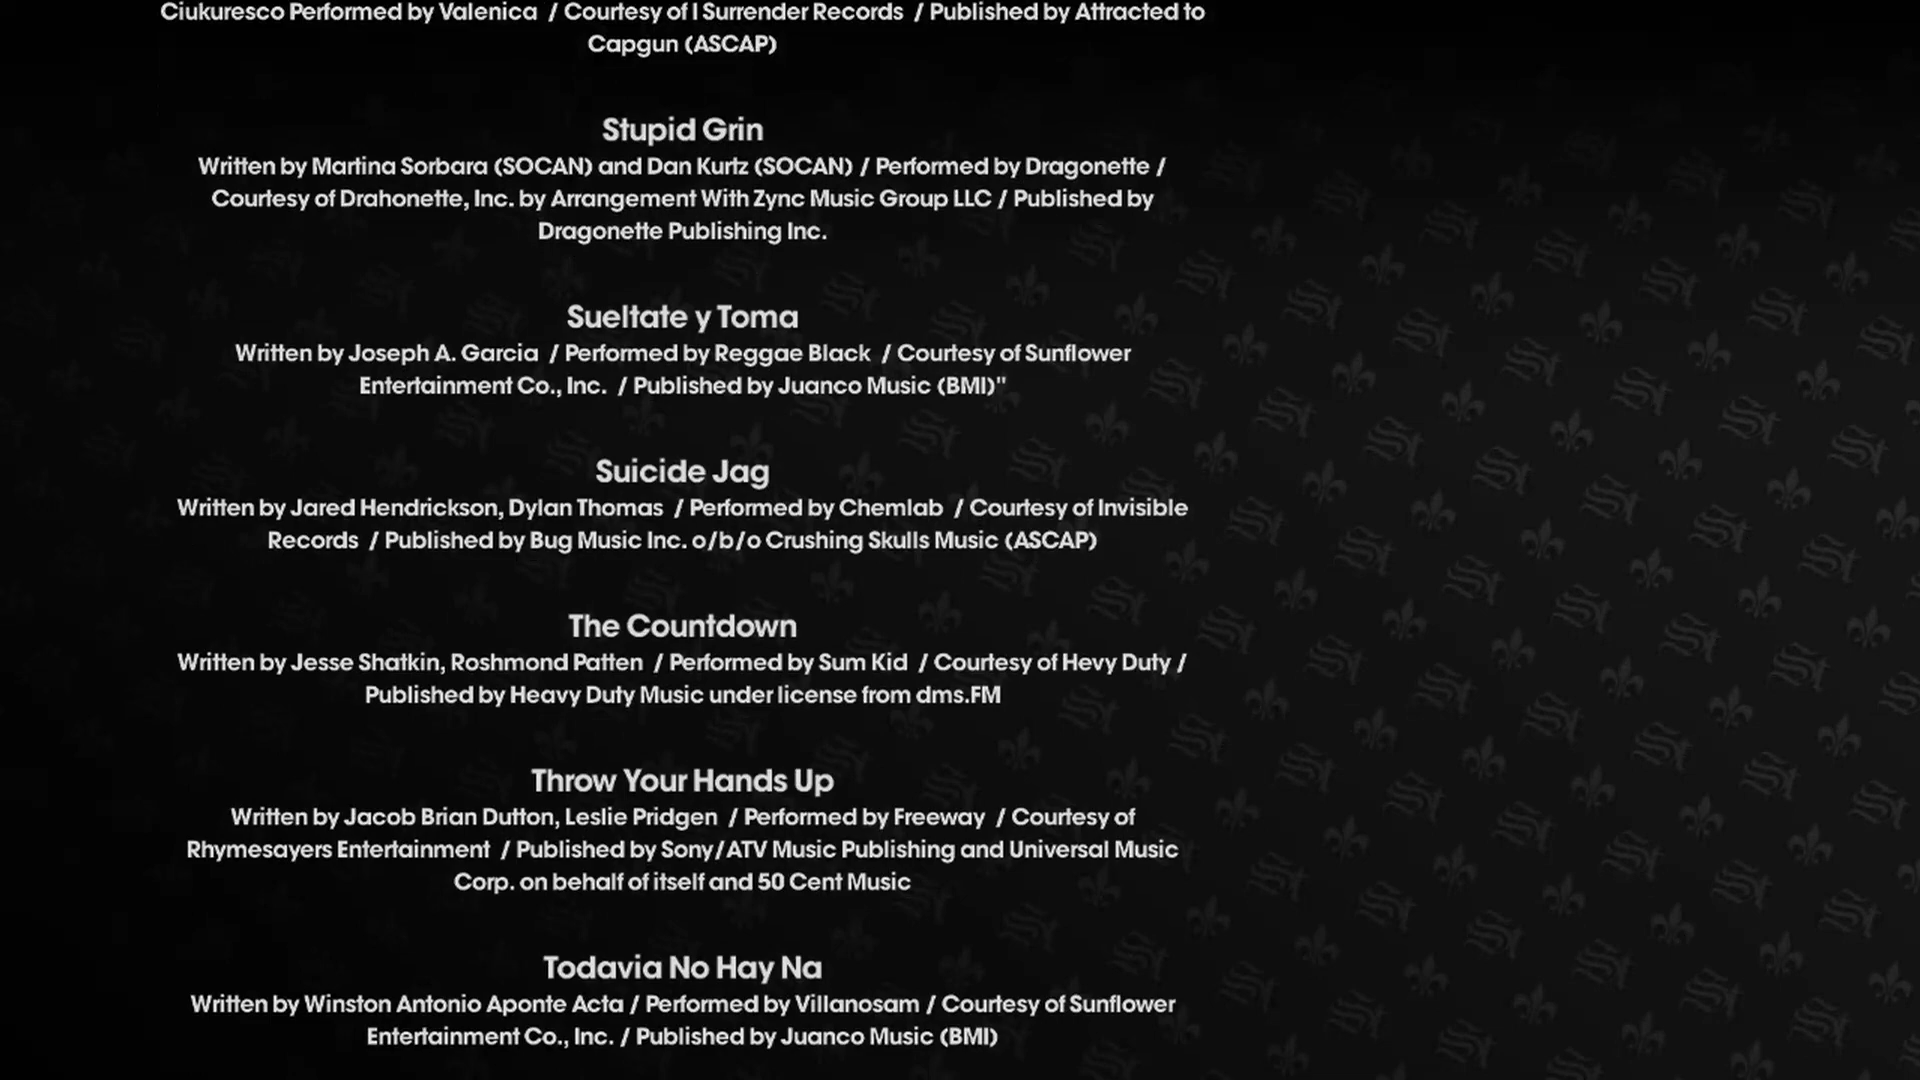 Ciukuresco Performed by Valenica / Courtesy of I Surrender Records / Published by Attracted to
Capgun (ASCAP)
Stupid Grin
Written by Martina Sorbara (SOCAN) and Dan Kurtz (SOCAN) / Performed by Dragonette /
Courtesy of Drahonette, Inc. by Arrangement With Zync Music Group LLC / Published by
Dragonette Publishing Inc.
Sueltate y Toma
Written by Joseph A. Garcia / Performed by Reggae Black / Courtesy of Sunflower
Entertainment Co., Inc. / Published by Juanco Music (BMI)"
Suicide Jag
Written by Jared Hendrickson, Dylan Thomas / Performed by Chemlab / Courtesy of Invisible
Records / Published by Bug Music Inc. o/b/o Crushing Skulls Music (ASCAP)
The Countdown
Written by Jesse Shatkin, Roshmond Patten / Performed by Sum Kid / Courtesy of Hevy Duty /
Published by Heavy Duty Music under license from dms.FM
Throw Your Hands Up
Written by Jacob Brian Dutton, Leslie Pridgen / Performed by Freeway / Courtesy of
Rhymesayers Entertainment / Published by Sony/ATV Music Publishing and Universal Music
Corp. on behalf of itself and 50 Cent Music
Todavia No Hay Na
Written by Winston Antonio Aponte Acta / Performed by Villanosam / Courtesy of Sunflower
Entertainment Co., Inc. / Published by Juanco Music (BMI)